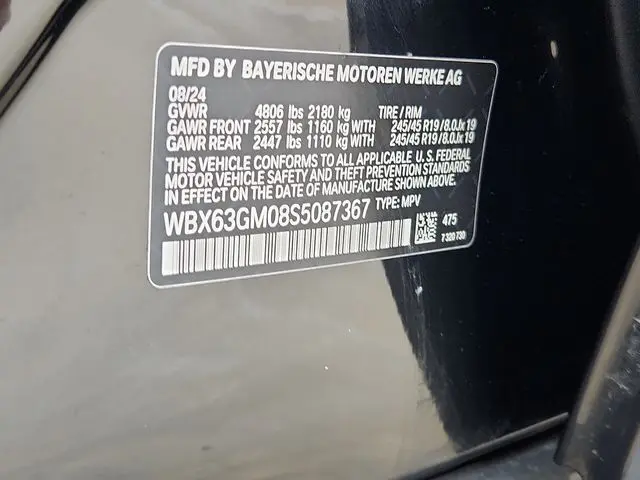 MFD BY BAYERISCHE MOTOREN WERKE AG
08/24
GVWR 4806 lbs 2180 kg TIRE / RIM
GAWR FRONT 2557 lbs 1160 kg WITH 245/45 R19 / 8.0Jx19
GAWR REAR 2447 lbs 1110 kg WITH 245/45 R19 / 8.0Jx19
THIS VEHICLE CONFORMS TO ALL APPLICABLE U. S. FEDERAL
MOTOR VEHICLE SAFETY AND THEFT PREVENTION STANDARDS
IN EFFECT ON THE DATE OF MANUFACTURE SHOWN ABOVE.
WBX63GM08S5087367 TYPE: MPV
475
7 320 730